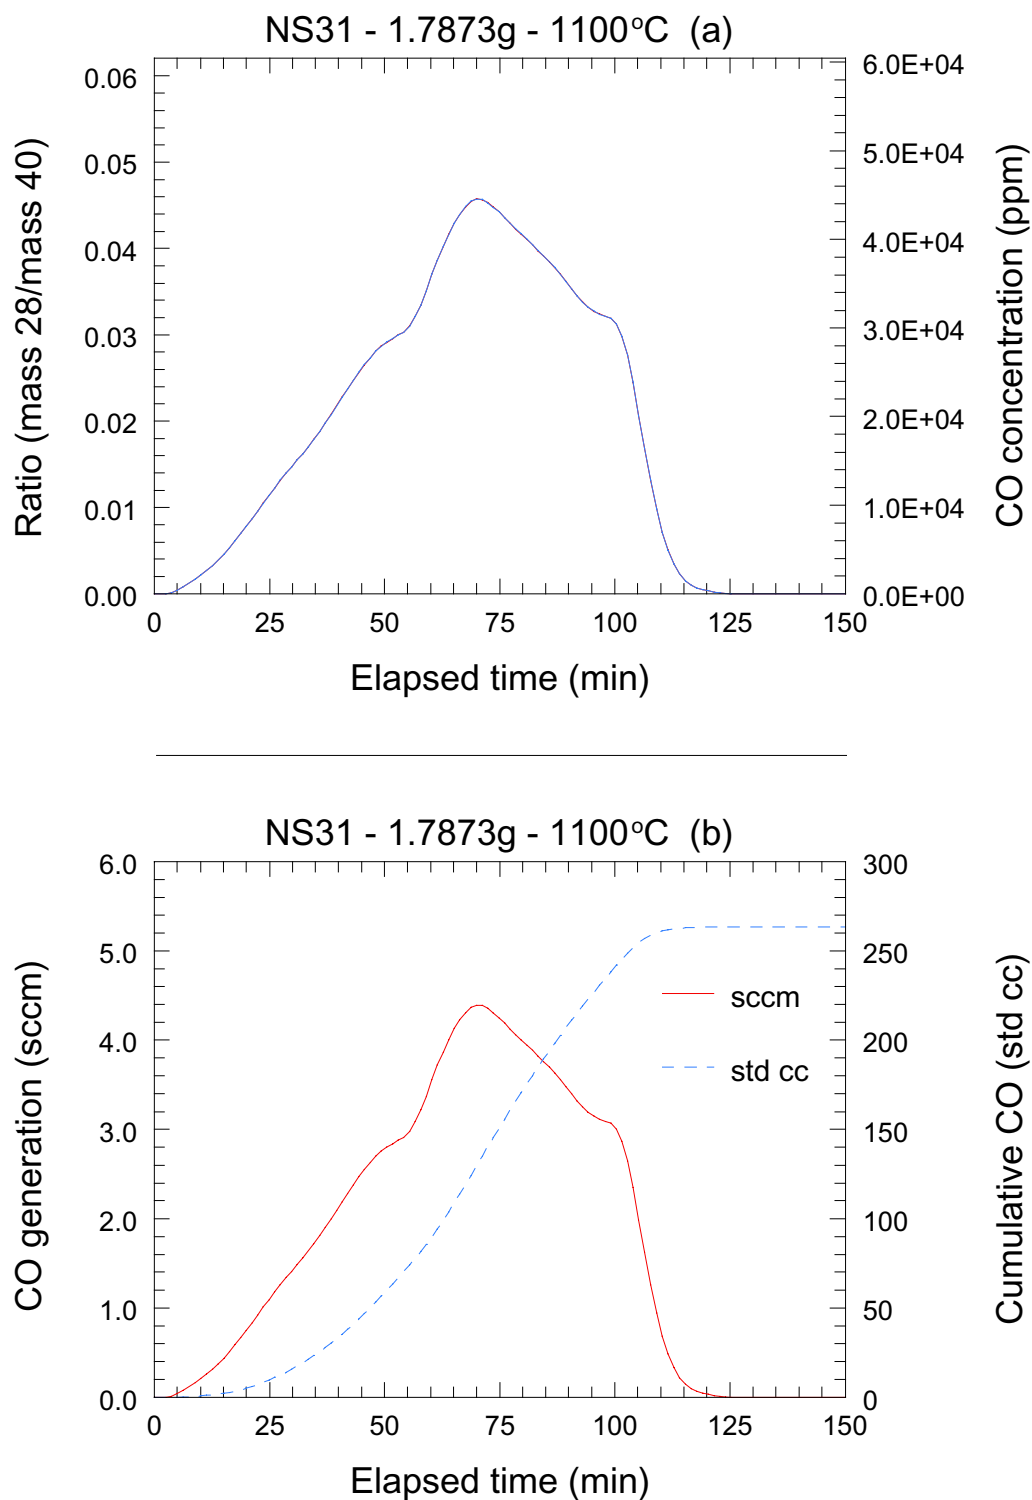 NS31 - 1.7873g - 1100°C (a)
Ratio (mass 28/mass 40)
0.06
0.05
0.04
0.03
0.02
0.01
0.00
6.0E+04
5.0E+04
4.0E+04
3.0E+04
2.0E+04
1.0E+04
0.0E+00
CO concentration (ppm)
0 25 50 75 100 125 150
Elapsed time (min)
NS31 - 1.7873g - 1100°C (b)
CO generation (sccm)
6.0
5.0
4.0
3.0
2.0
1.0
0.0
sccm
std cc
300
250
200
150
100
50
0
Cumulative CO (std cc)
0 25 50 75 100 125 150
Elapsed time (min)